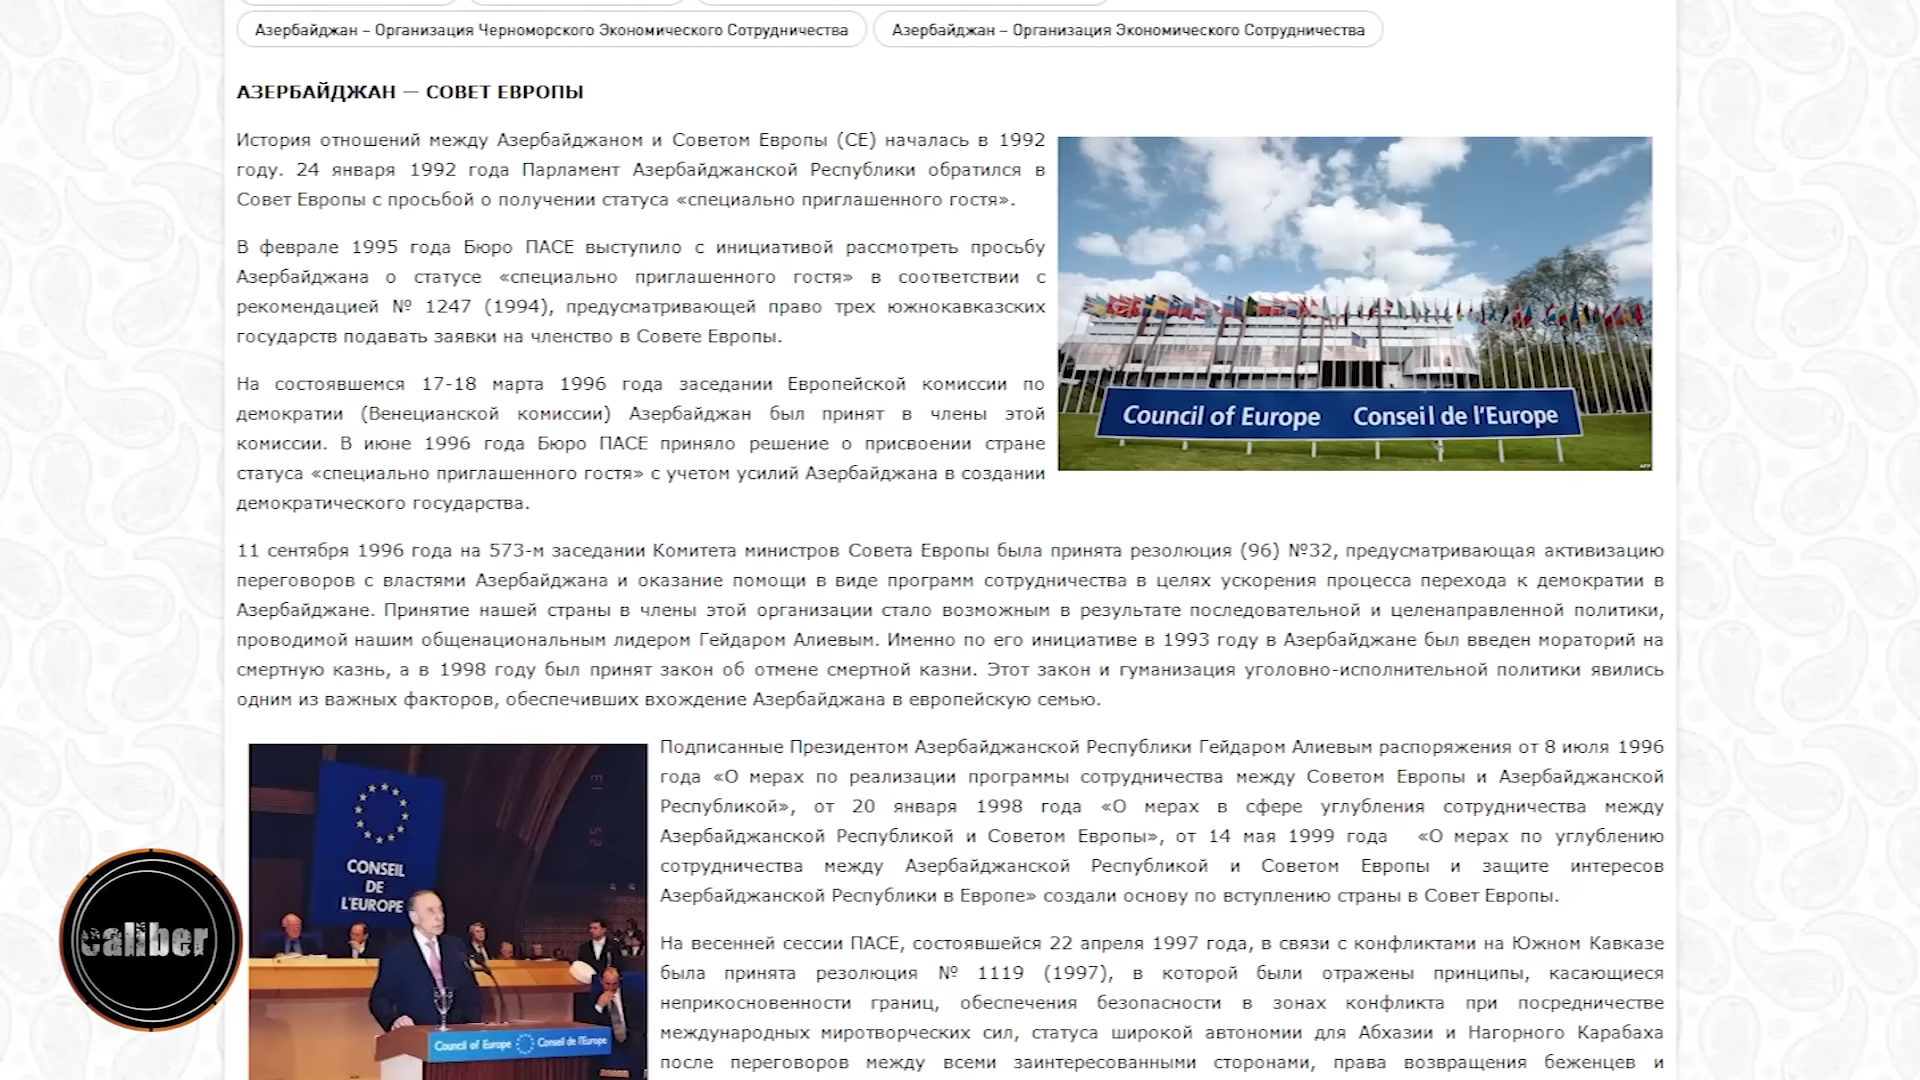 Азербайджан – Организация Черноморского Экономического Сотрудничества
Азербайджан – Организация Экономического Сотрудничества
АЗЕРБАЙДЖАН — СОВЕТ ЕВРОПЫ
История отношений между Азербайджаном и Советом Европы (СЕ) началась в 1992
году. 24 января 1992 года Парламент Азербайджанской Республики обратился в
Совет Европы с просьбой о получении статуса «специально приглашенного гостя».
В феврале 1995 года Бюро ПАСЕ выступило с инициативой рассмотреть просьбу
Азербайджана о статусе «специально приглашенного гостя» в соответствии с
рекомендацией № 1247 (1994), предусматривающей право трех южнокавказских
государств подавать заявки на членство в Совете Европы.
На состоявшемся 17-18 марта 1996 года заседании Европейской комиссии по
демократии (Венецианской комиссии) Азербайджан был принят в члены этой
комиссии. В июне 1996 года Бюро ПАСЕ приняло решение о присвоении стране
статуса «специально приглашенного гостя» с учетом усилий Азербайджана в создании
демократического государства.
Council of Europe Conseil de l'Europe
11 сентября 1996 года на 573-м заседании Комитета министров Совета Европы была принята резолюция (96) №32, предусматривающая активизацию
переговоров с властями Азербайджана и оказание помощи в виде программ сотрудничества в целях ускорения процесса перехода к демократии в
Азербайджане. Принятие нашей страны в члены этой организации стало возможным в результате последовательной и целенаправленной политики,
проводимой нашим общенациональным лидером Гейдаром Алиевым. Именно по его инициативе в 1993 году в Азербайджане был введен мораторий на
смертную казнь, а в 1998 году был принят закон об отмене смертной казни. Этот закон и гуманизация уголовно-исполнительной политики явились
одним из важных факторов, обеспечивших вхождение Азербайджана в европейскую семью.
CONSEIL
DE
L'EUROPE
Council of Europe Conseil de l'Europe
caliber
Подписанные Президентом Азербайджанской Республики Гейдаром Алиевым распоряжения от 8 июля 1996
года «О мерах по реализации программы сотрудничества между Советом Европы и Азербайджанской
Республикой», от 20 января 1998 года «О мерах в сфере углубления сотрудничества между
Азербайджанской Республикой и Советом Европы», от 14 мая 1999 года «О мерах по углублению
сотрудничества между Азербайджанской Республикой и Советом Европы и защите интересов
Азербайджанской Республики в Европе» создали основу по вступлению страны в Совет Европы.
На весенней сессии ПАСЕ, состоявшейся 22 апреля 1997 года, в связи с конфликтами на Южном Кавказе
была принята резолюция № 1119 (1997), в которой были отражены принципы, касающиеся
неприкосновенности границ, обеспечения безопасности в зонах конфликта при посредничестве
международных миротворческих сил, статуса широкой автономии для Абхазии и Нагорного Карабаха
после переговоров между всеми заинтересованными сторонами, права возвращения беженцев и